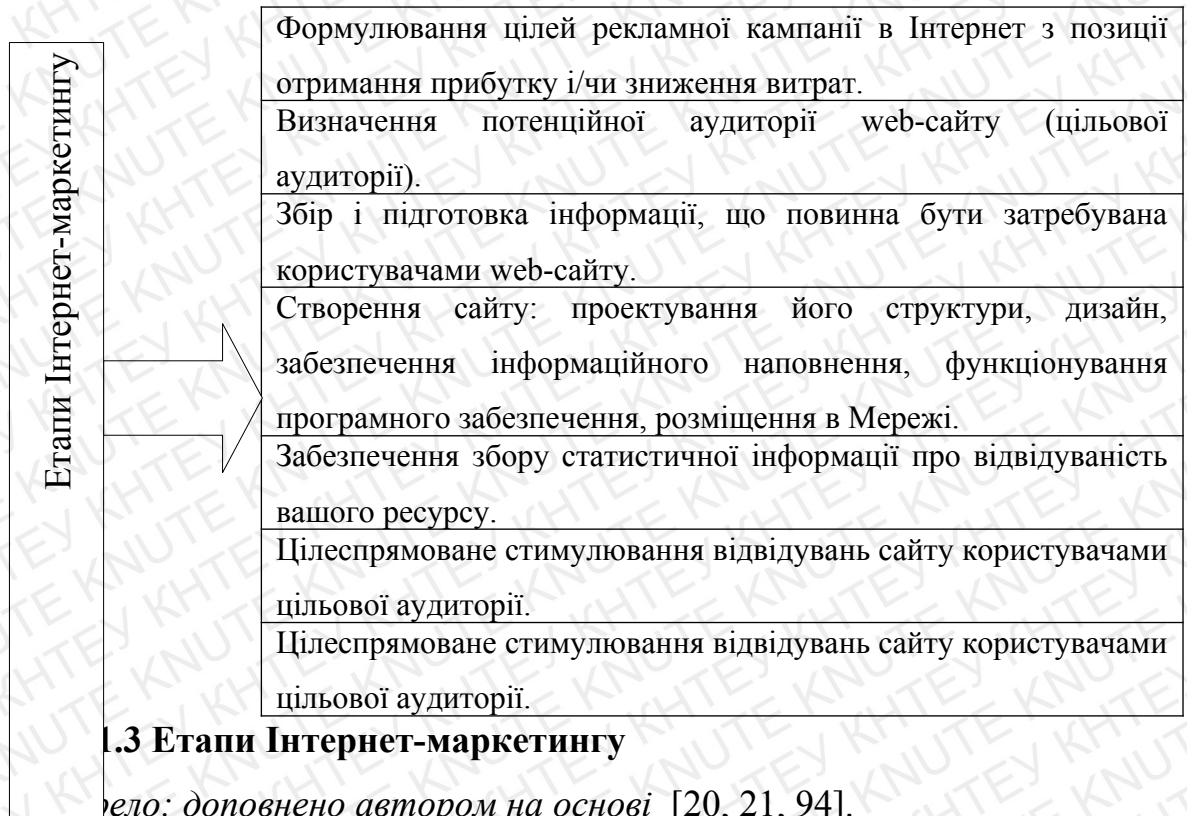 Етапи Інтернет-маркетингу
Формулювання цілей рекламної кампанії в Інтернет з позиції
отримання прибутку і/чи зниження витрат.
Визначення потенційної аудиторії web-сайту (цільової
аудиторії).
Збір і підготовка інформації, що повинна бути затребувана
користувачами web-сайту.
Створення сайту: проектування його структури, дизайн,
забезпечення інформаційного наповнення, функціонування
програмного забезпечення, розміщення в Мережі.
Забезпечення збору статистичної інформації про відвідуваність
вашого ресурсу.
Цілеспрямоване стимулювання відвідувань сайту користувачами
цільової аудиторії.
Цілеспрямоване стимулювання відвідувань сайту користувачами
цільової аудиторії.
1.3 Етапи Інтернет-маркетингу
доповнено автором на основі [20, 21, 94].